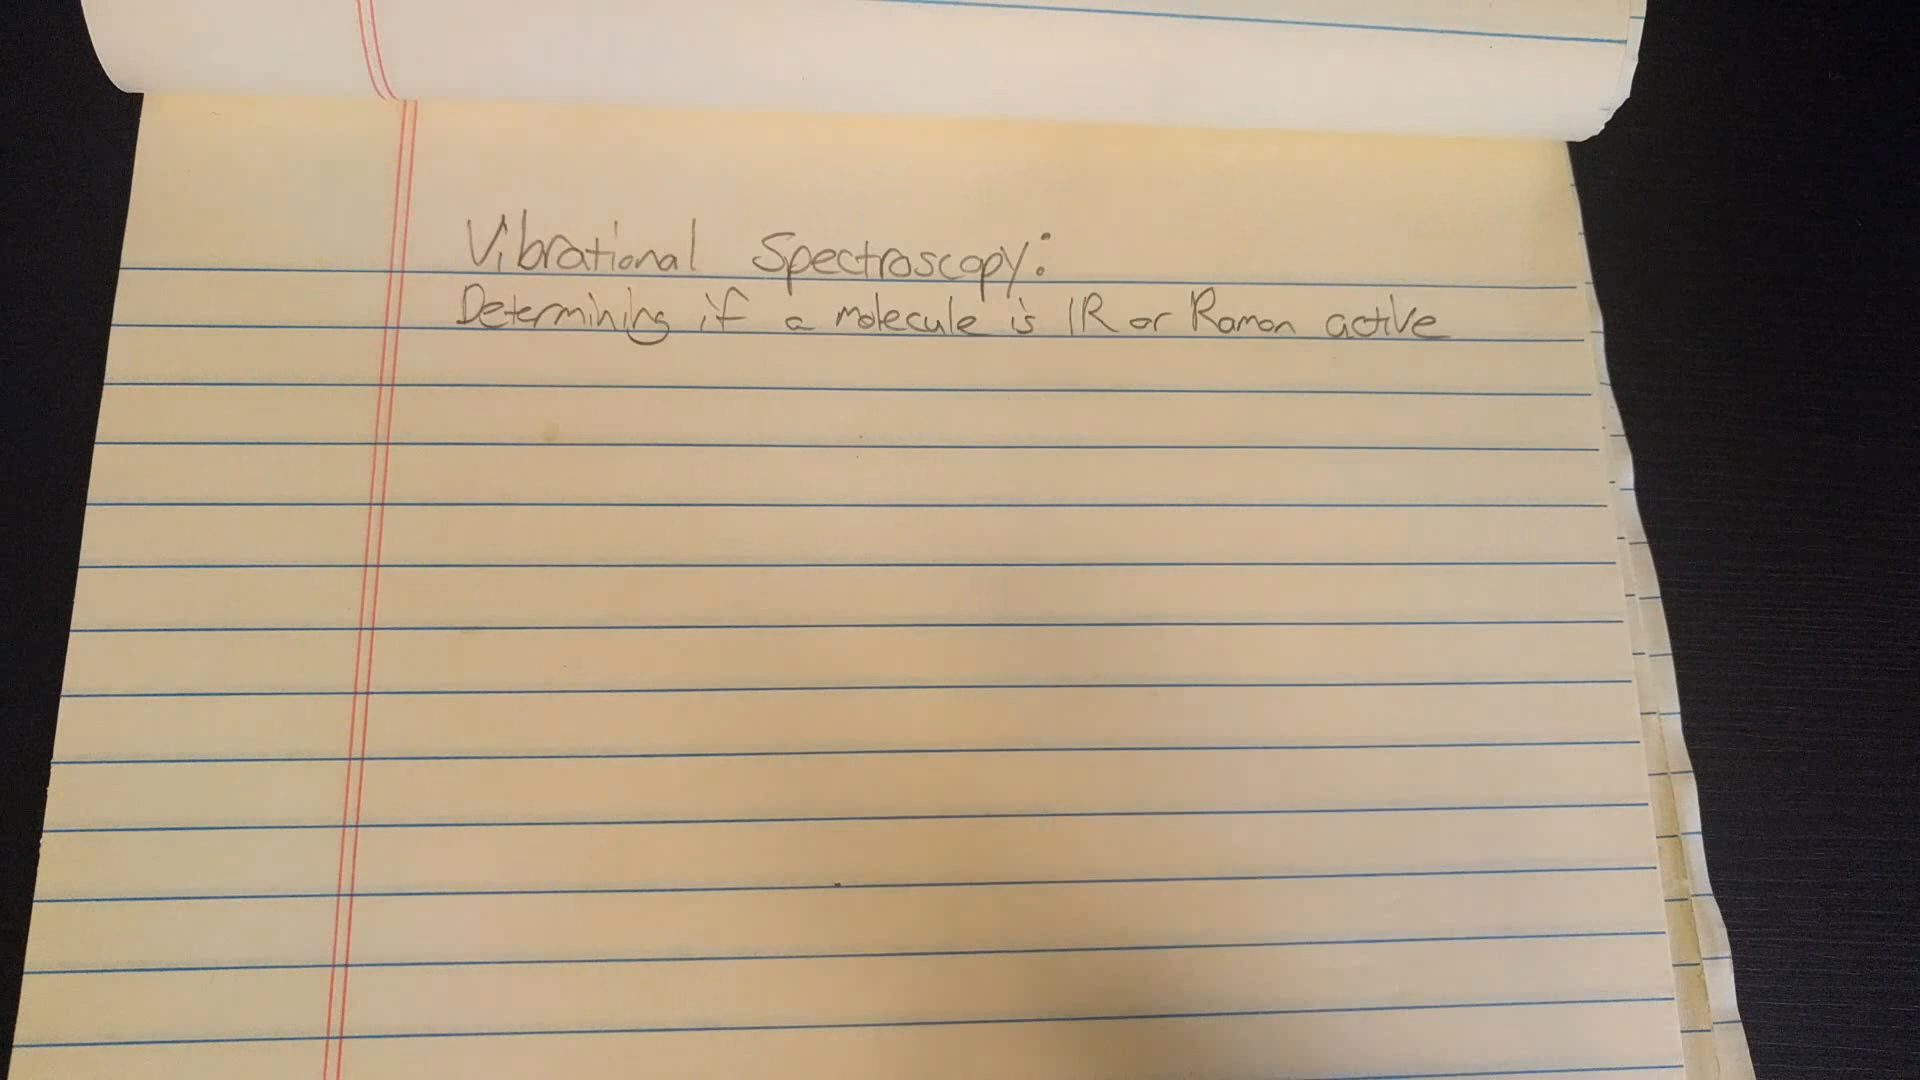 Vibrational Spectroscopy:
Determining if a molecule is IR or Raman active